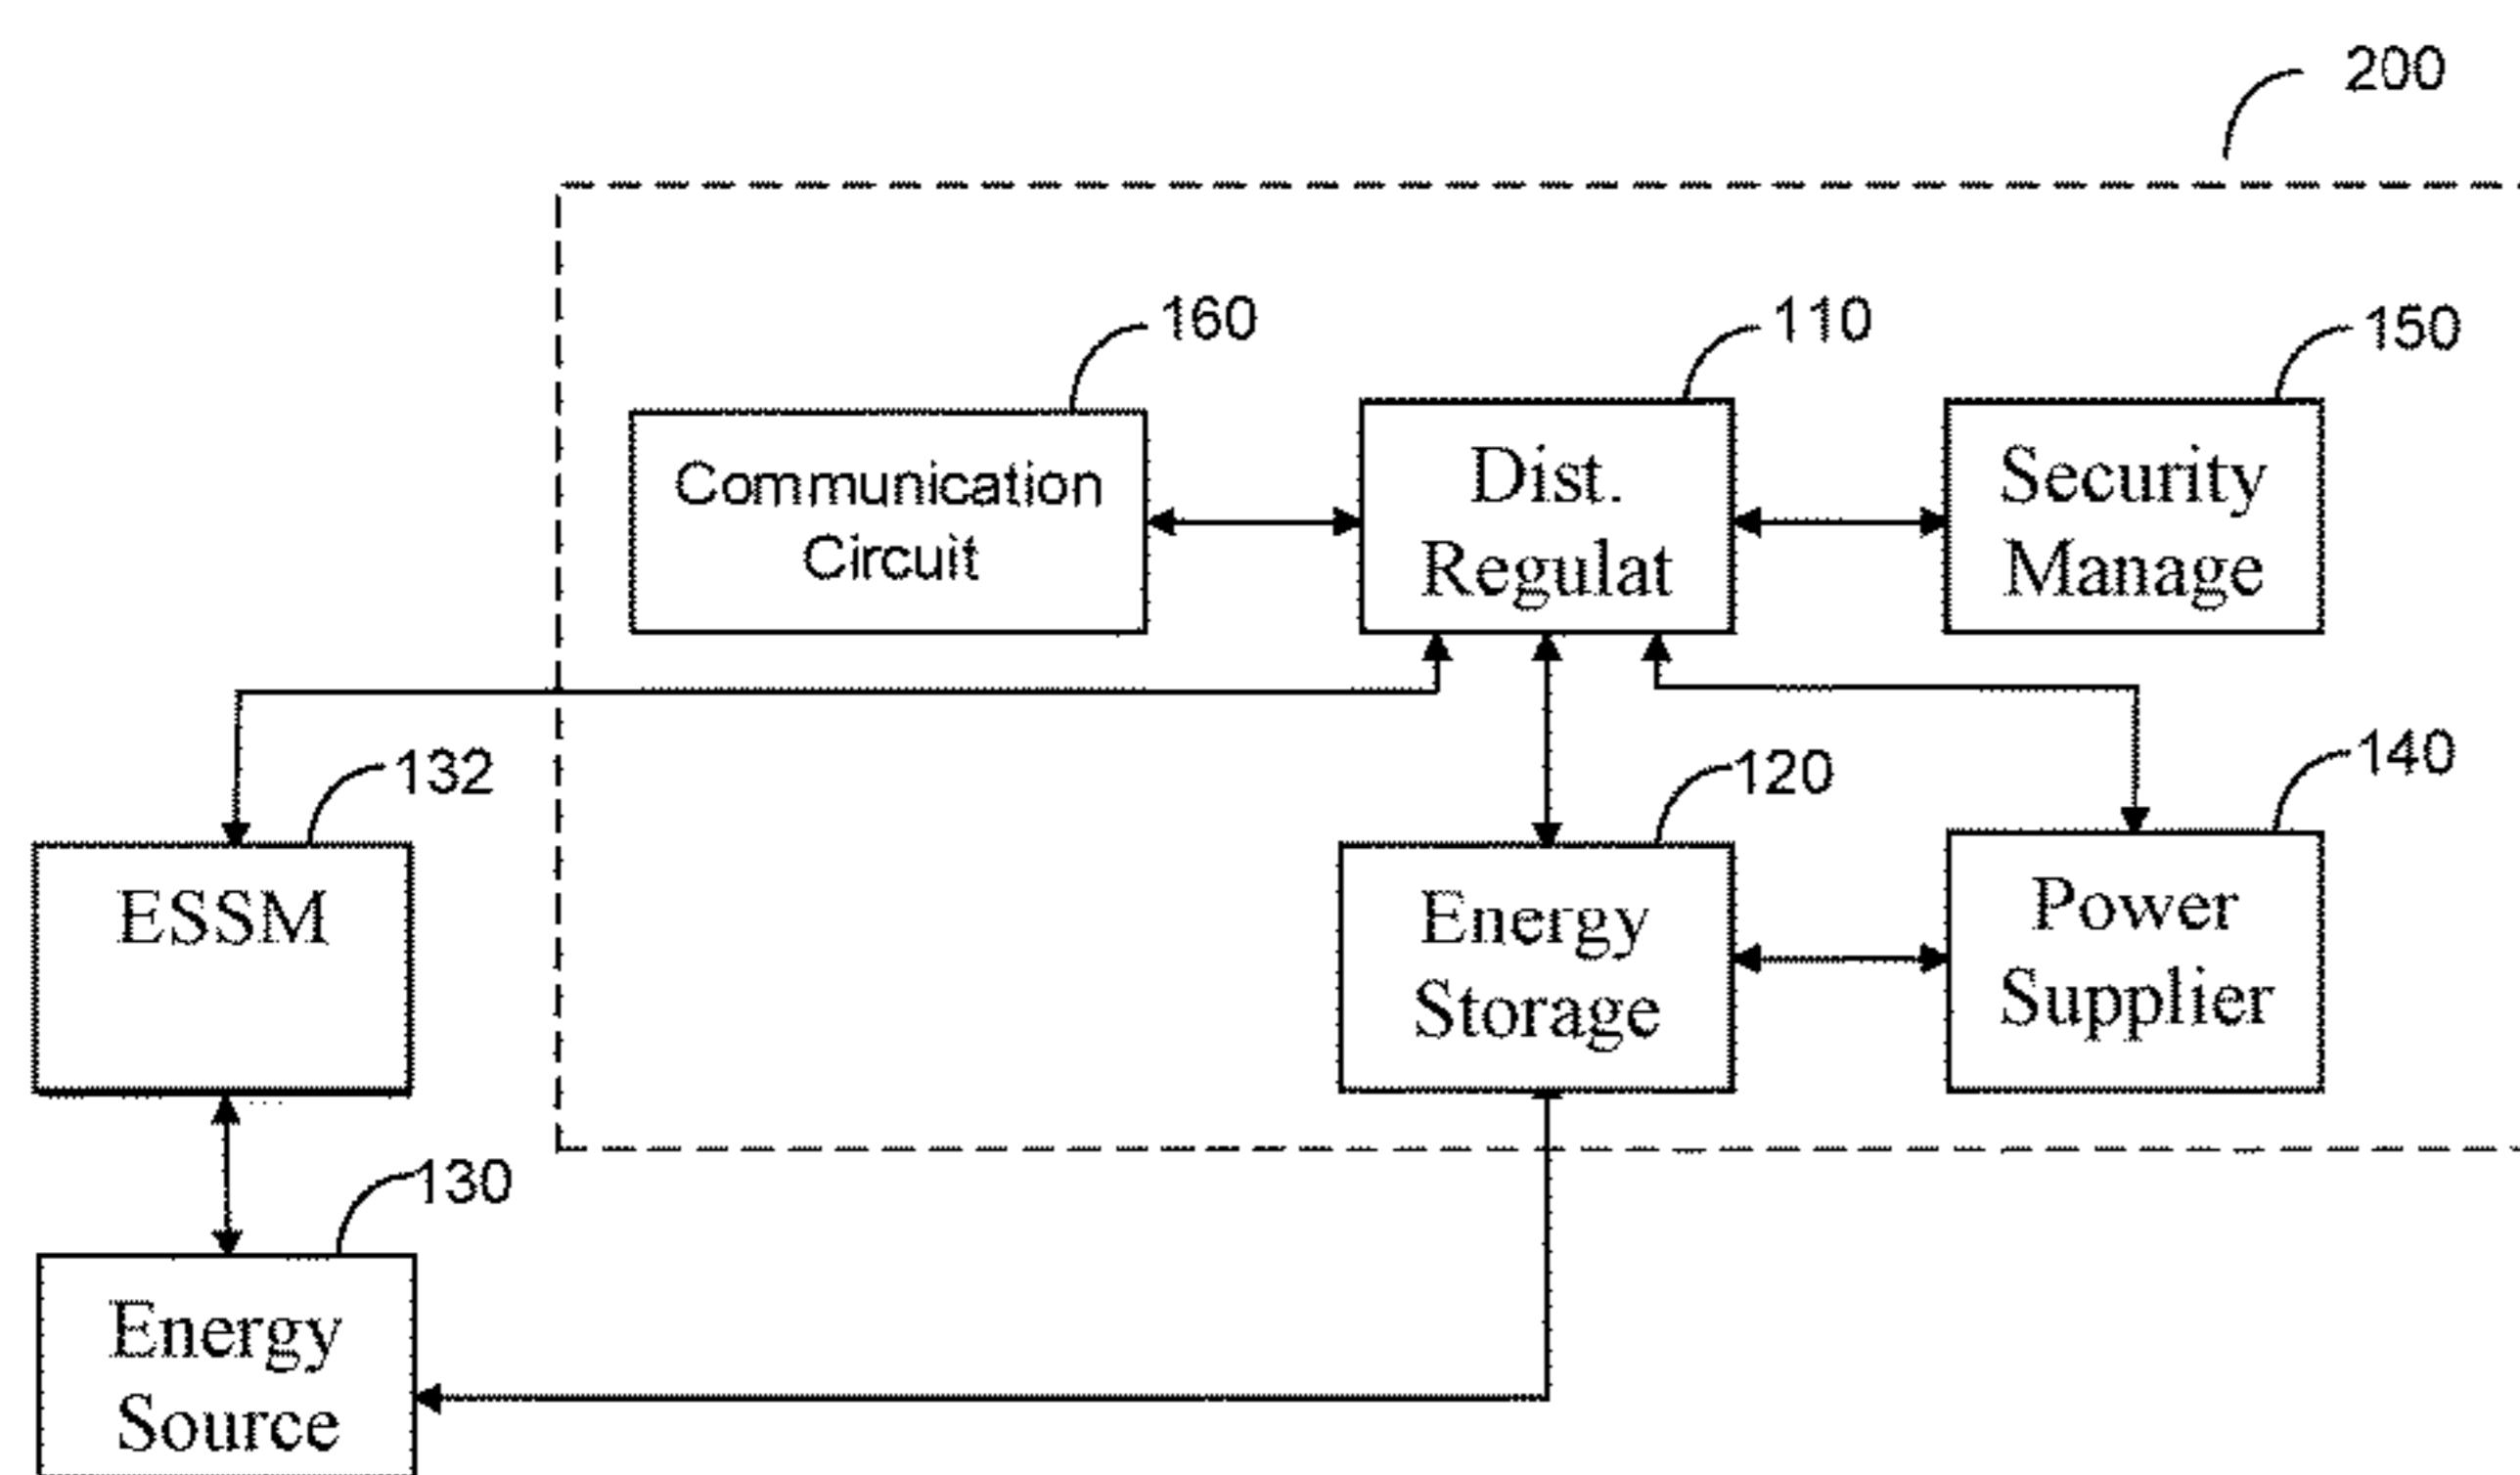 200
160
110
150
Communication
Circuit
Dist.
Regulat
Security
Manage
132
120
140
ESSM
Energy
Storage
Power
Supplier
130
Energy
Source